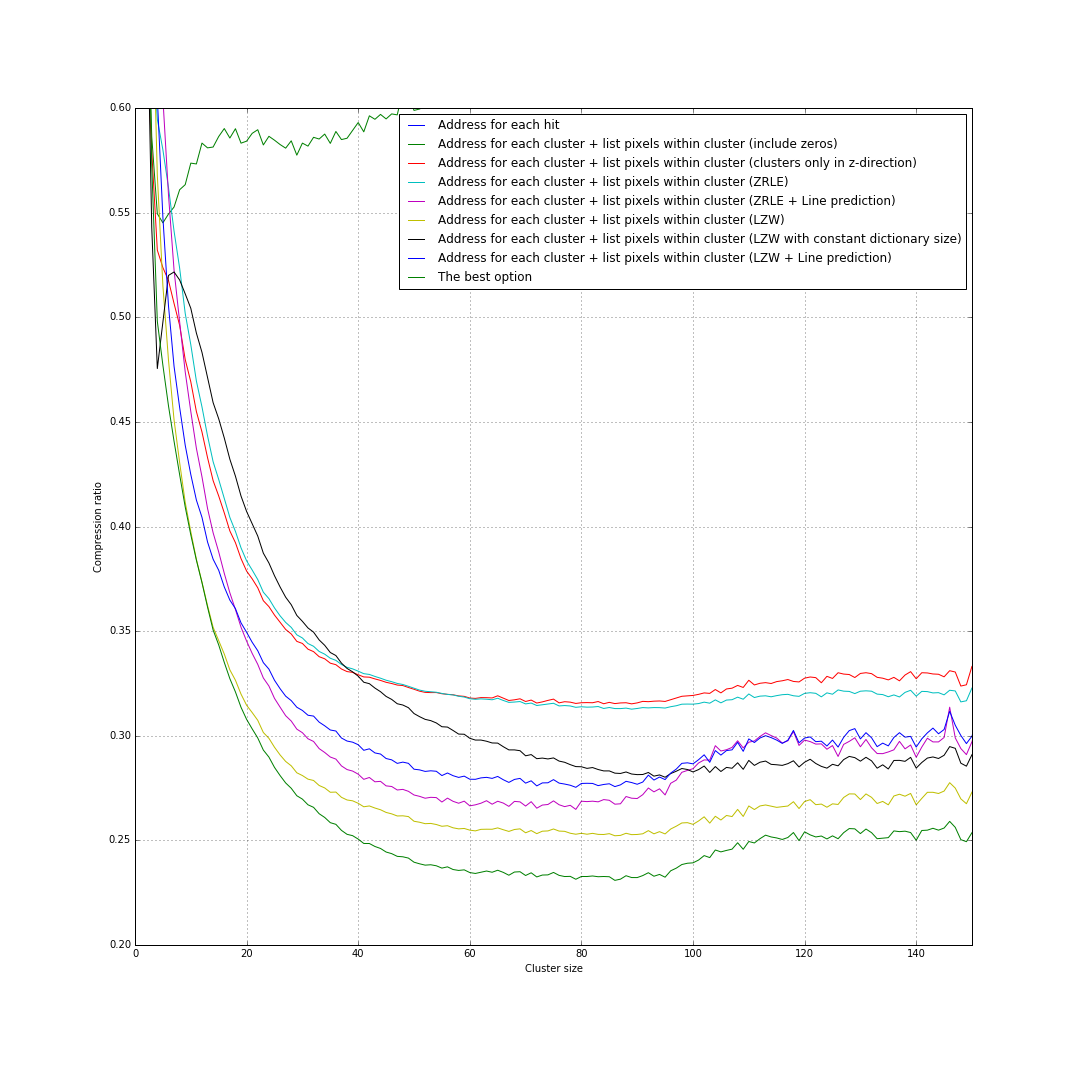 0.60
0.55
0.50
0.45
0.40
0.35
0.30
0.25
0.20
Compression ratio
Address for each hit
Address for each cluster + list pixels within cluster (include zeros)
Address for each cluster + list pixels within cluster (clusters only in z-direction)
Address for each cluster + list pixels within cluster (ZRLE)
Address for each cluster + list pixels within cluster (ZRLE + Line prediction)
Address for each cluster + list pixels within cluster (LZW)
Address for each cluster + list pixels within cluster (LZW with constant dictionary size)
Address for each cluster + list pixels within cluster (LZW + Line prediction)
The best option
0 20 40 60 80 100 120 140
Cluster size